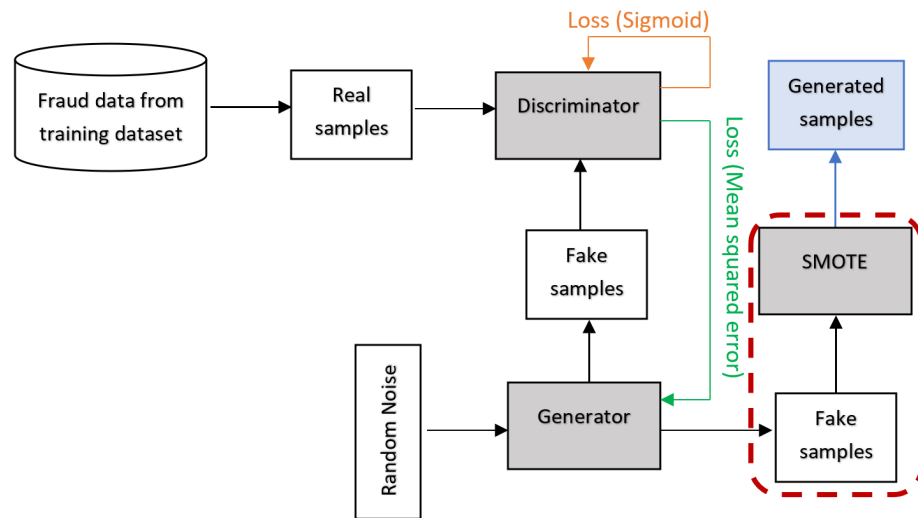 Loss (Sigmoid)
Fraud data from
training dataset
Real
samples
Discriminator
Generated
samples
Loss (Mean squared error)
Fake
samples
SMOTE
Random Noise
Generator
Fake
samples